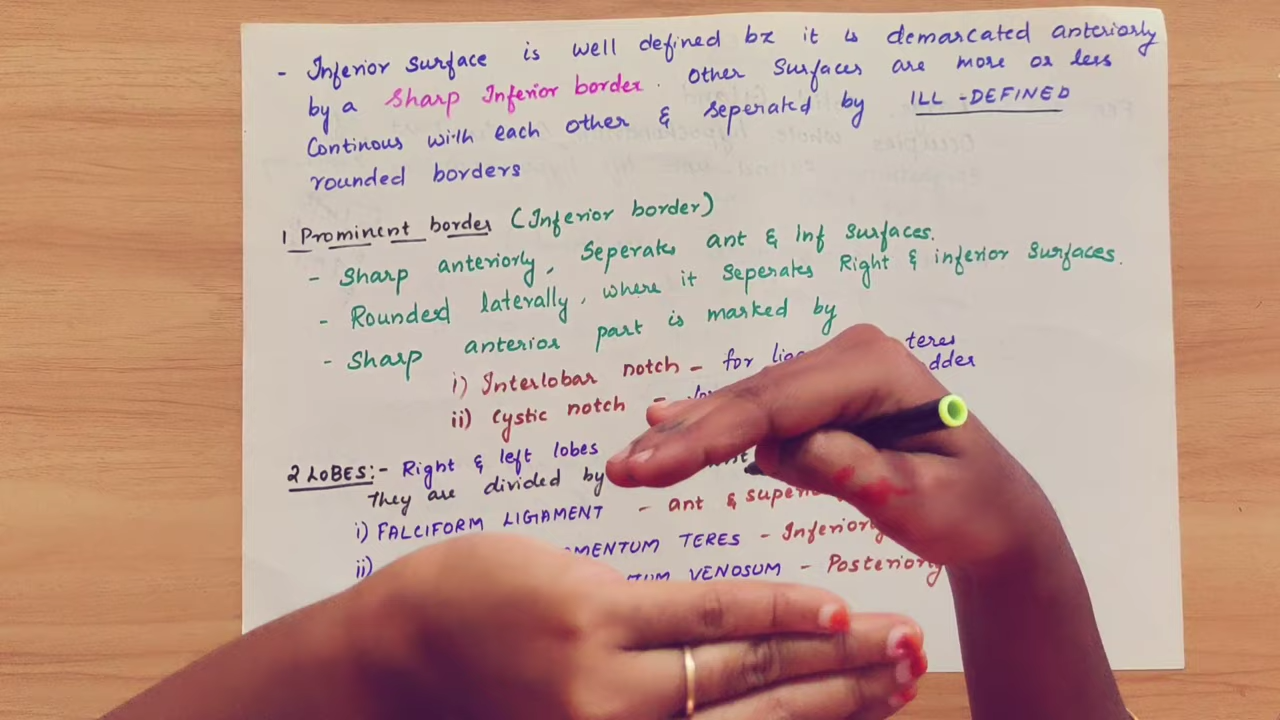 - Inferior surface is well defined bz it is demarcated anteriorly
by a Sharp Inferior border. Other Surfaces are more or less
Continous with each other & seperated by ILL-DEFINED
rounded borders
1 Prominent border (Inferior border)
- Sharp anteriorly, Seperates ant & Inf Surfaces.
- Rounded laterally, where it Seperates Right & inferior Surfaces.
- Sharp anterior part is marked by
i) Interlobar notch - for teres
ii) Cystic notch -
2 LOBES:- Right & left lobes
They are divided by
i) FALCIFORM LIGAMENT - ant &
ii) TERES - Inferiorly
VENOSUM - Posteriorly